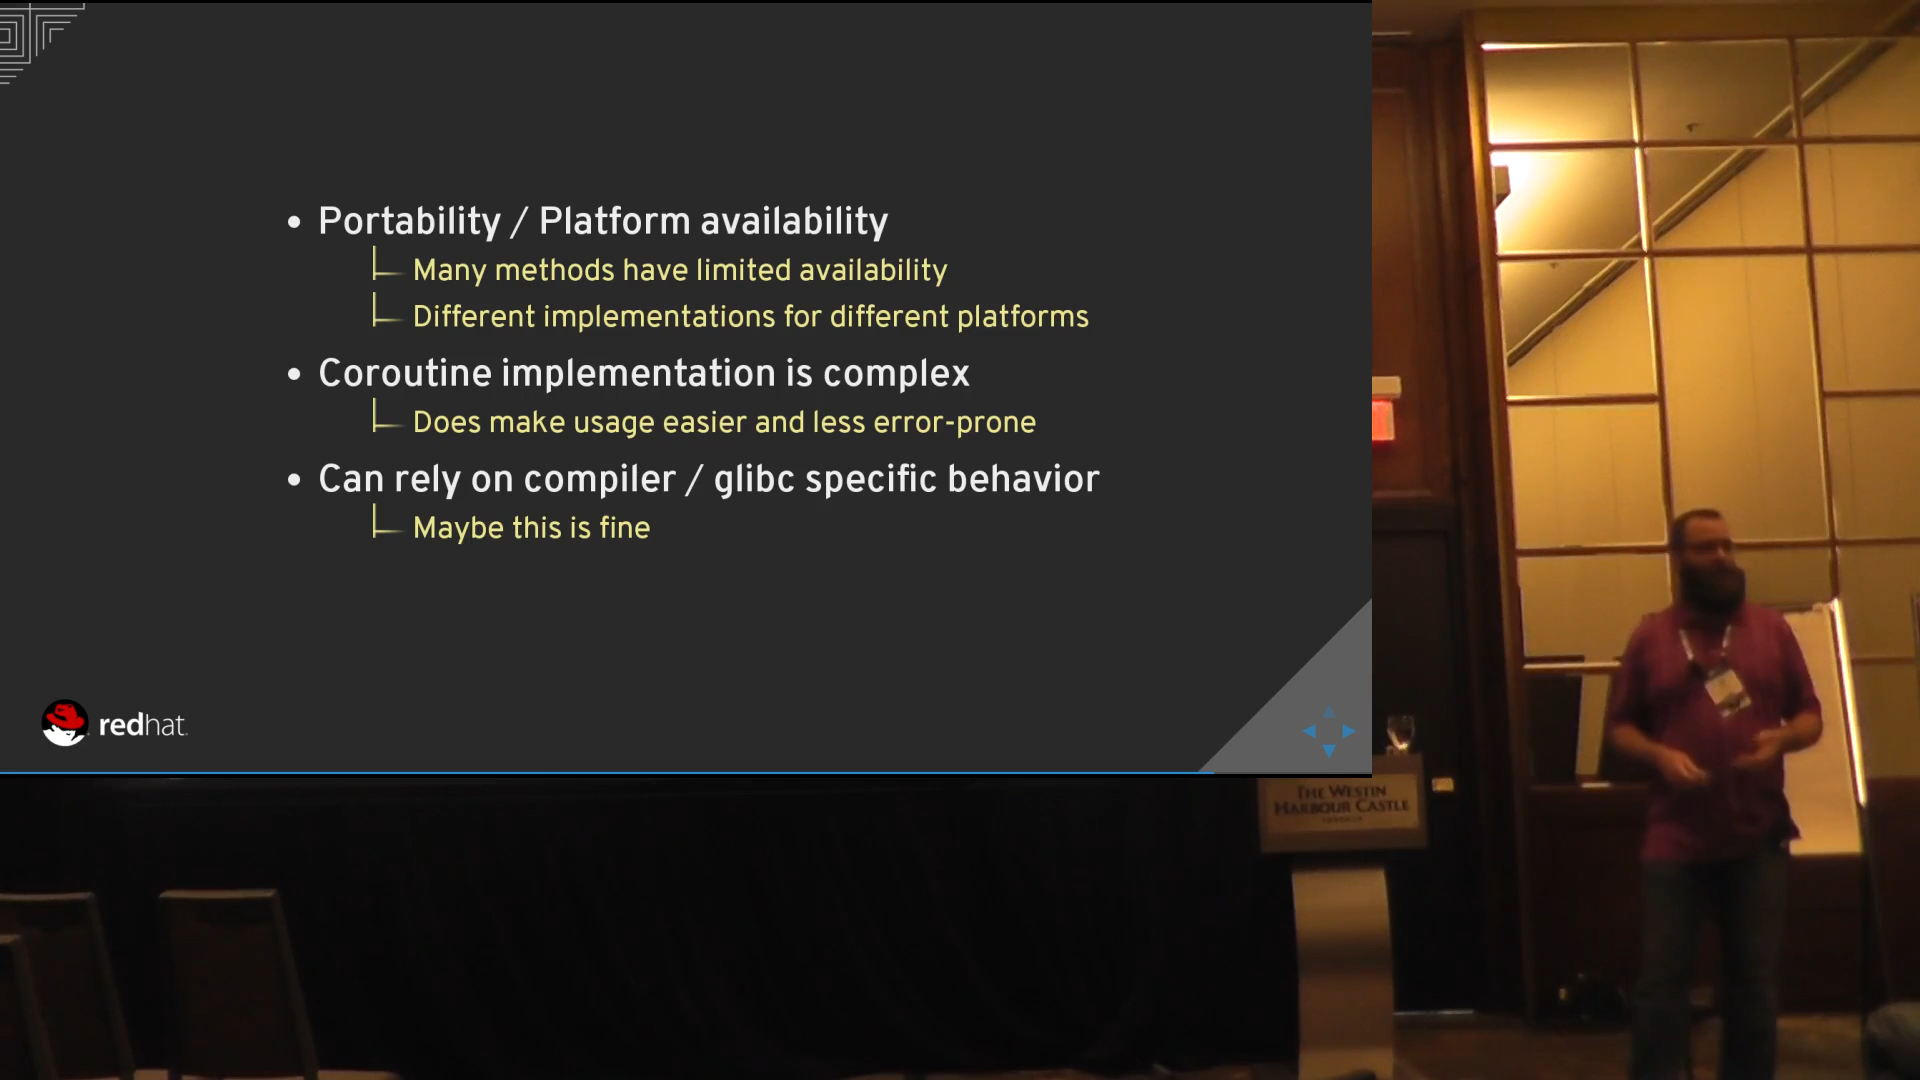 Portability / Platform availability
Many methods have limited availability
Different implementations for different platforms
Coroutine implementation is complex
Does make usage easier and less error-prone
Can rely on compiler / glibc specific behavior
Maybe this is fine
redhat.
THE WESTIN
HARBOUR CASTLE